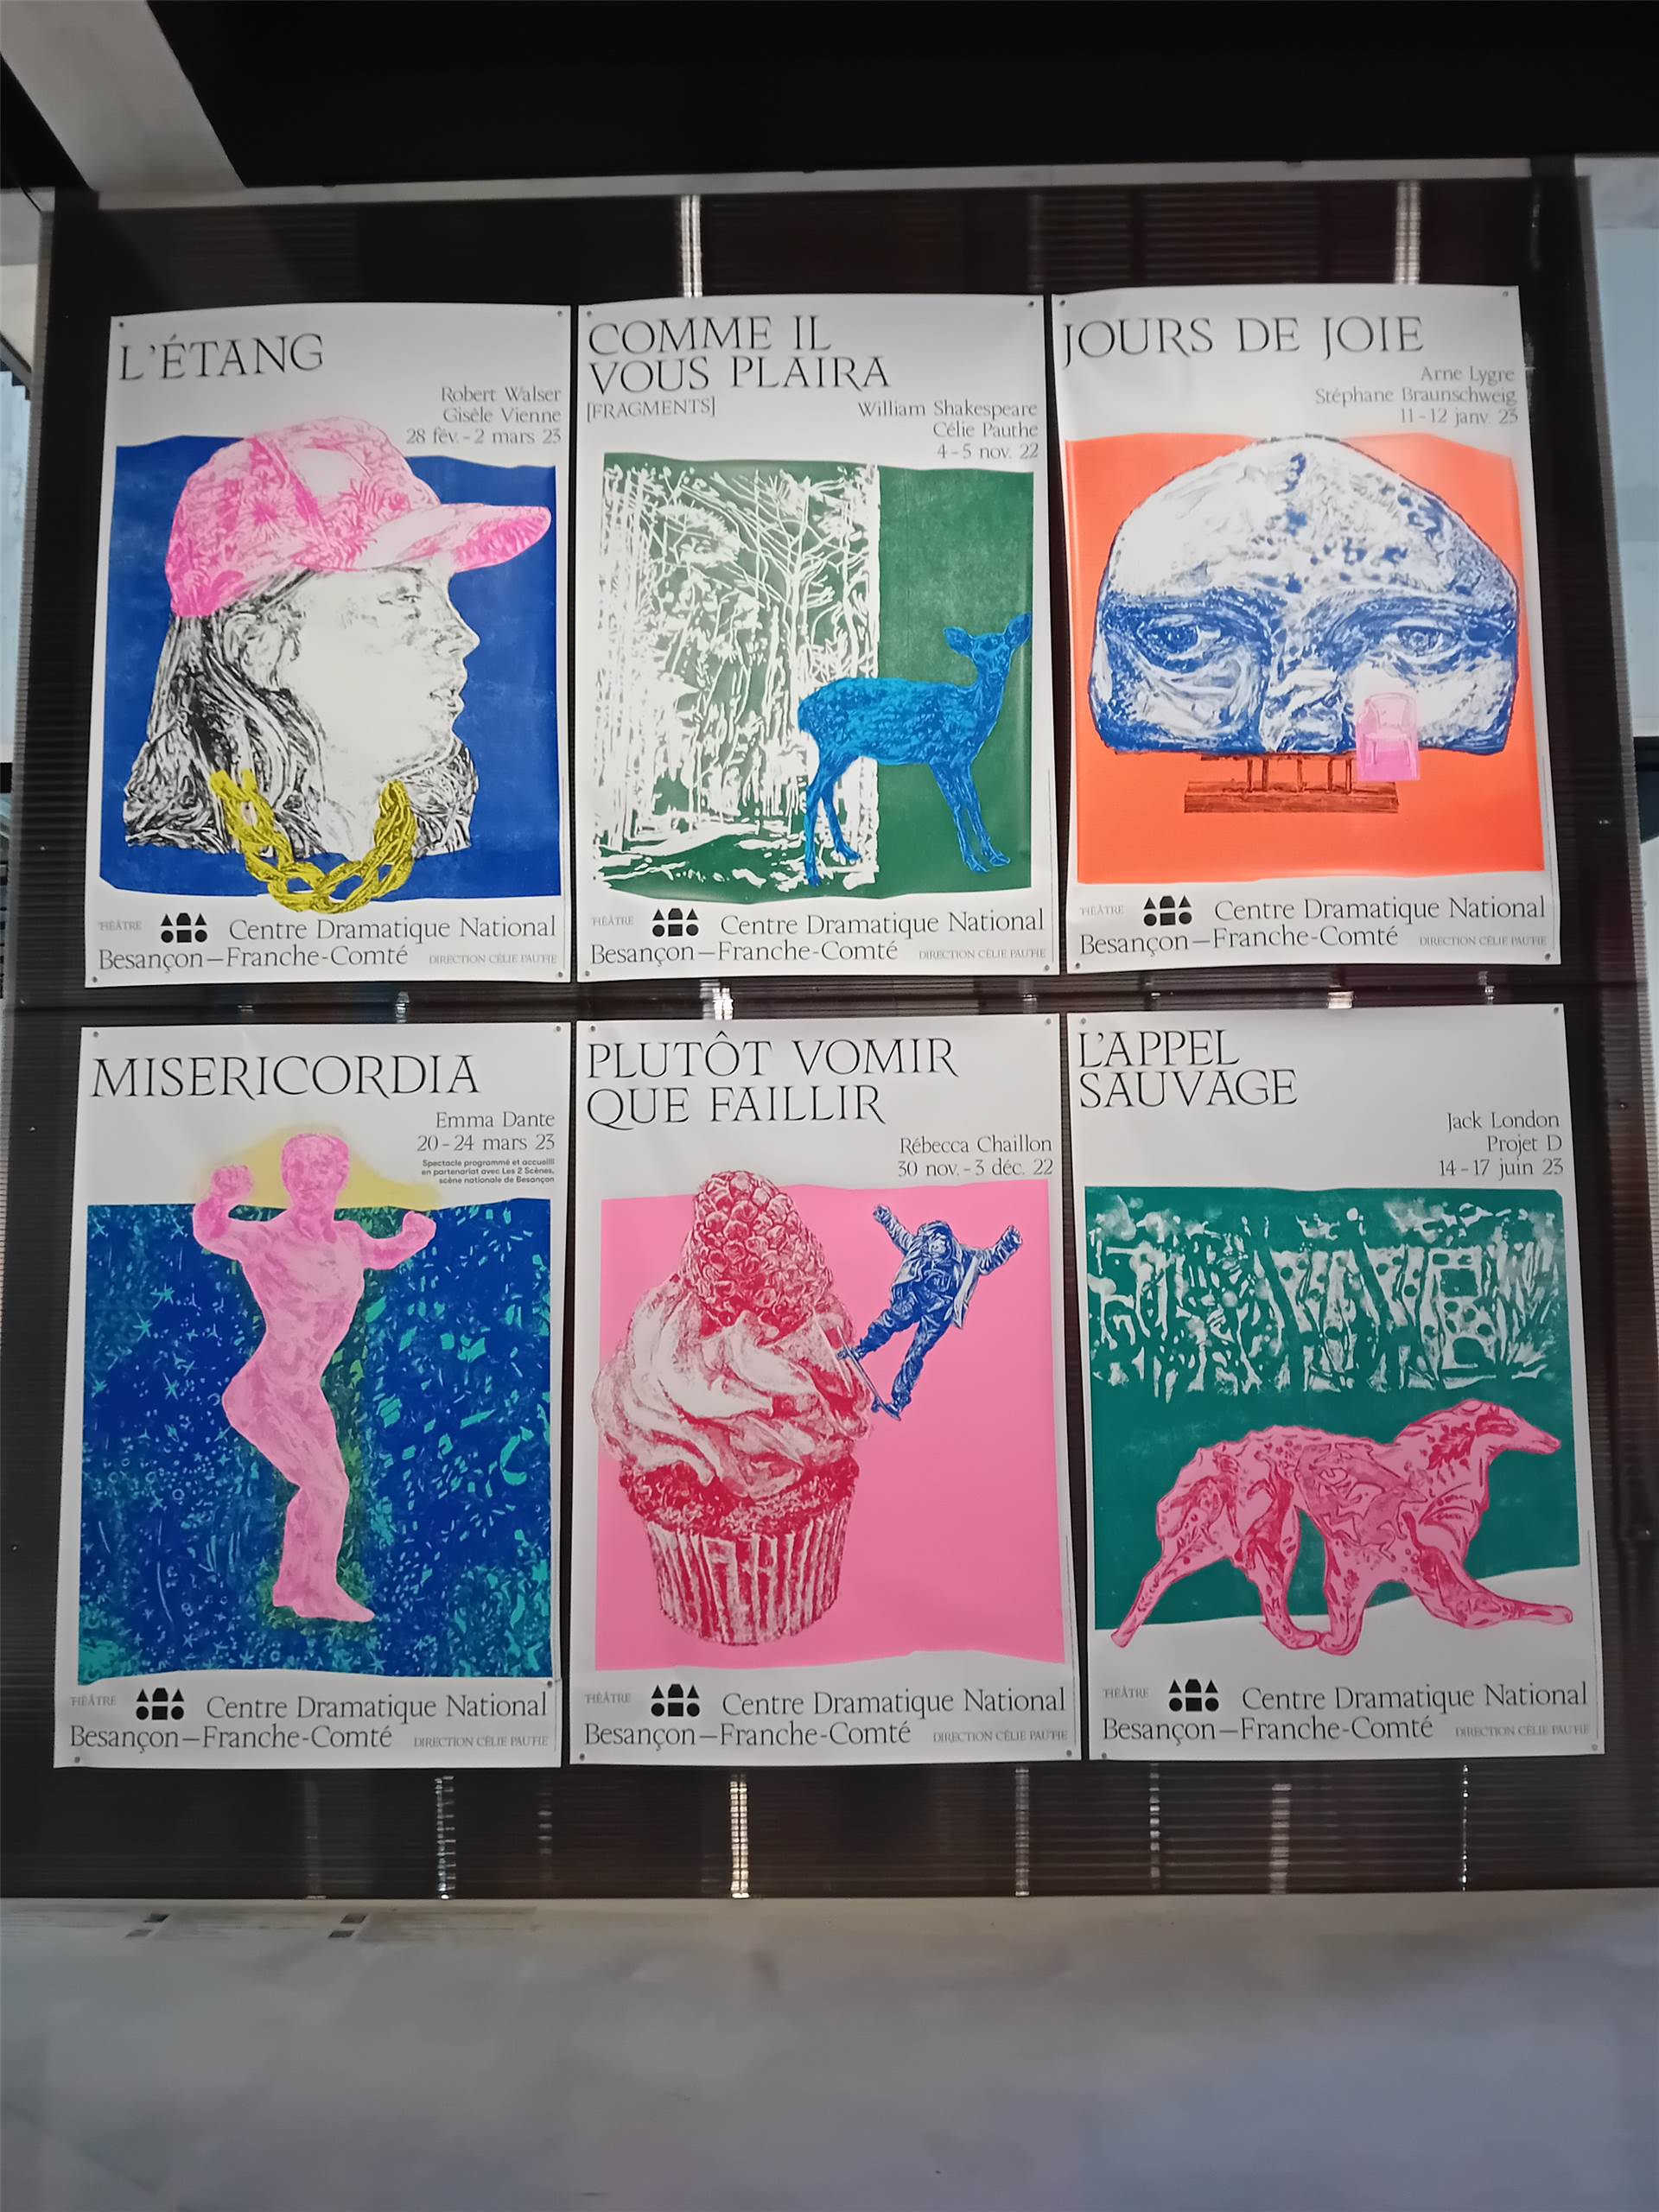 L'ÉTANG
Robert Walser
Gisèle Vienne
28 fév. - 2 mars 23
THÉÂTRE
Centre Dramatique National
Besançon—Franche-Comté
DIRECTION CÉLIE PAUTHE
COMME IL
VOUS PLAIRA
[FRAGMENTS]
William Shakespeare
Célie Pauthe
4 - 5 nov. 22
THÉÂTRE
Centre Dramatique National
Besançon—Franche-Comté
DIRECTION CÉLIE PAUTHE
JOURS DE JOIE
Arne Lygre
Stéphane Braunschweig
11 - 12 janv. 23
THÉÂTRE
Centre Dramatique National
Besançon—Franche-Comté
DIRECTION CÉLIE PAUTHE
MISERICORDIA
Emma Dante
20 - 24 mars 23
Spectacle programmé et accueilli
en partenariat avec Les 2 Scènes,
scène nationale de Besançon
THÉÂTRE
Centre Dramatique National
Besançon—Franche-Comté
DIRECTION CÉLIE PAUTHE
PLUTÔT VOMIR
QUE FAILLIR
Rébecca Chaillon
30 nov. - 3 déc. 22
THÉÂTRE
Centre Dramatique National
Besançon—Franche-Comté
DIRECTION CÉLIE PAUTHE
L'APPEL
SAUVAGE
Jack London
Projet D
14 - 17 juin 23
THÉÂTRE
Centre Dramatique National
Besançon—Franche-Comté
DIRECTION CÉLIE PAUTHE